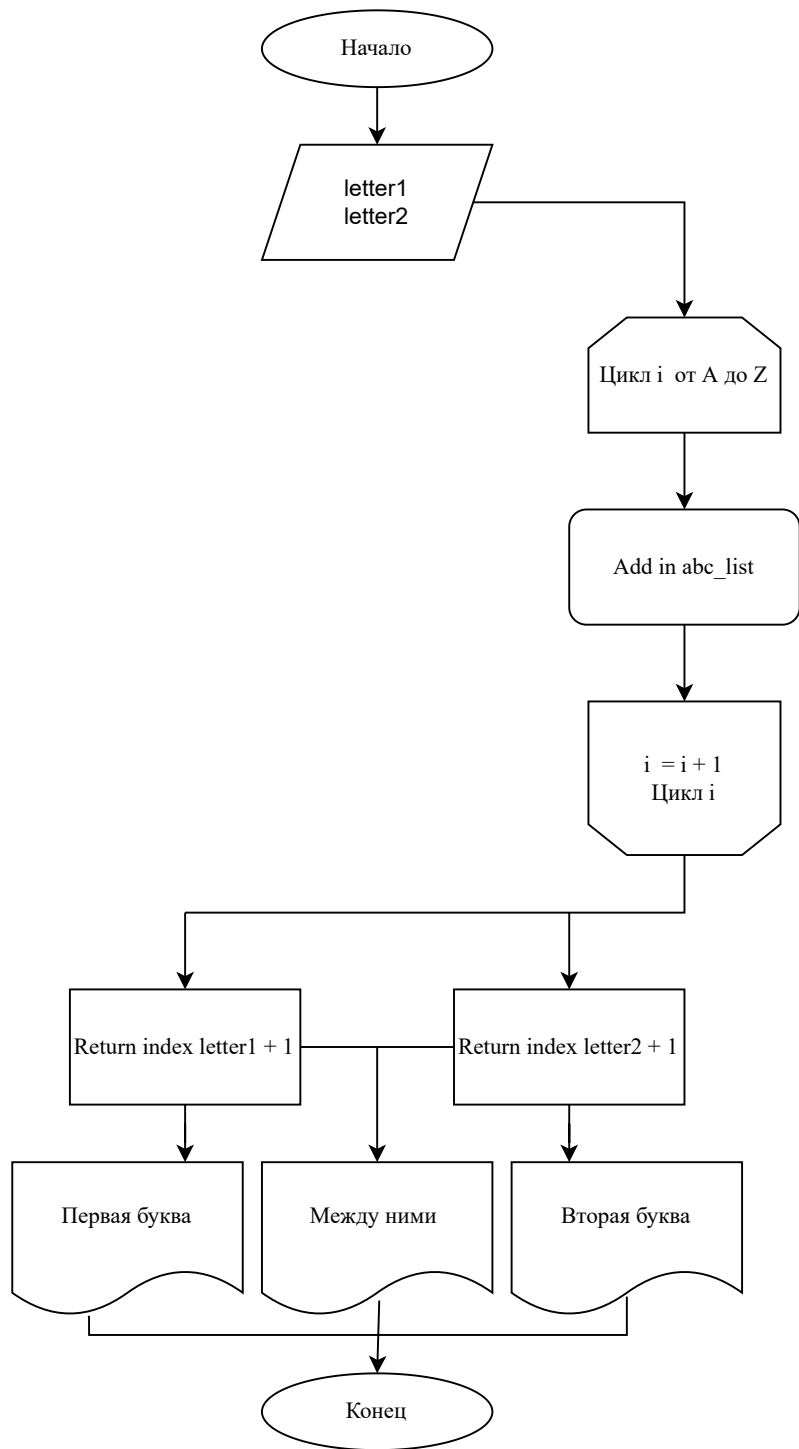 Начало
letter1
letter2
Цикл i от A до Z
Add in abc_list
i = i + 1
Цикл i
Return index letter1 + 1
Return index letter2 + 1
Первая буква
Между ними
Вторая буква
Конец